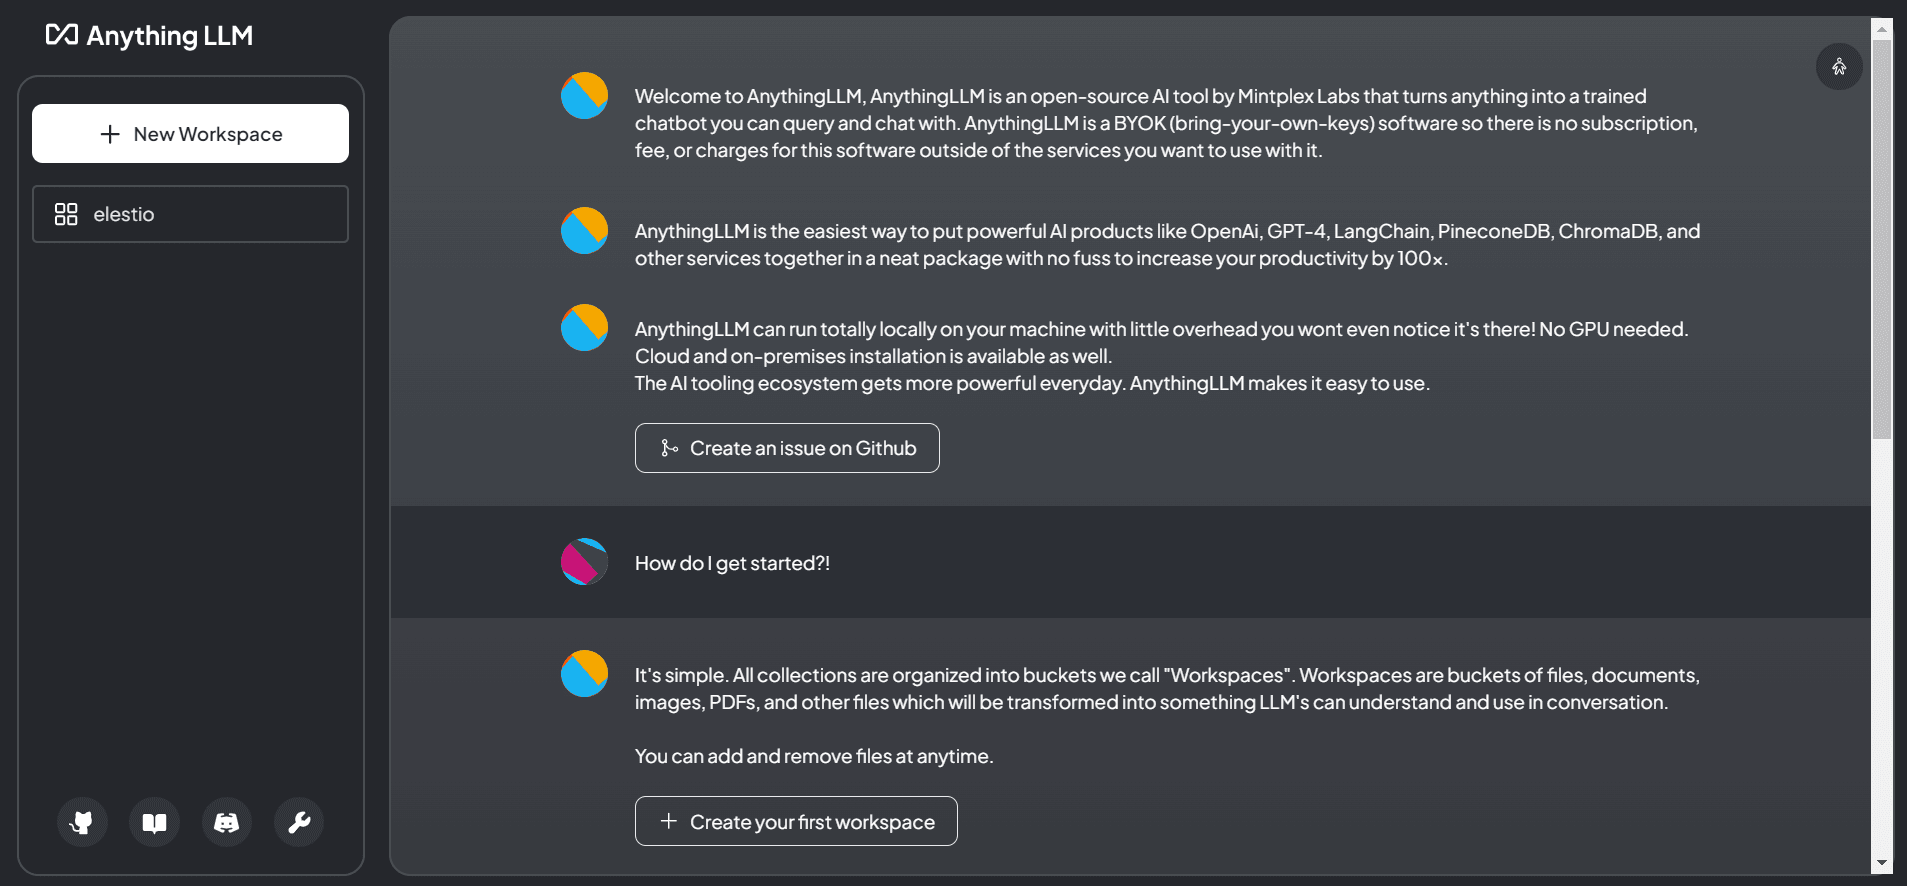 Anything LLM
New Workspace
elestio
Welcome to AnythingLLM, AnythingLLM is an open-source AI tool by Mintplex Labs that turns anything into a trained
chatbot you can query and chat with. AnythingLLM is a BYOK (bring-your-own-keys) software so there is no subscription,
fee, or charges for this software outside of the services you want to use with it.
AnythingLLM is the easiest way to put powerful AI products like OpenAi, GPT-4, LangChain, PineconeDB, ChromaDB, and
other services together in a neat package with no fuss to increase your productivity by 100x.
AnythingLLM can run totally locally on your machine with little overhead you wont even notice it's there! No GPU needed.
Cloud and on-premises installation is available as well.
The AI tooling ecosystem gets more powerful everyday. AnythingLLM makes it easy to use.
Create an issue on Github
How do I get started?!
It's simple. All collections are organized into buckets we call "Workspaces". Workspaces are buckets of files, documents,
images, PDFs, and other files which will be transformed into something LLM's can understand and use in conversation.
You can add and remove files at anytime.
Create your first workspace